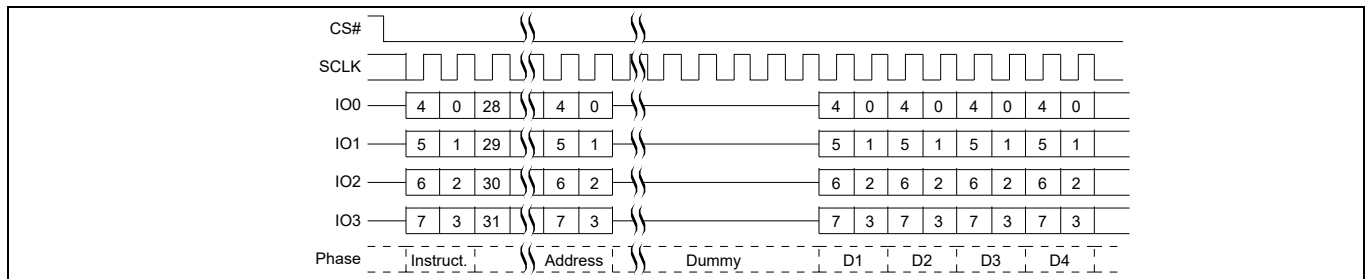 CS#
SCLK
IO0 4 0 28 4 0 4 0 4 0 4 0 4 0
IO1 5 1 29 5 1 5 1 5 1 5 1 5 1
IO2 6 2 30 6 2 6 2 6 2 6 2 6 2
IO3 7 3 31 7 3 7 3 7 3 7 3 7 3
Phase Instruct. Address Dummy D1 D2 D3 D4